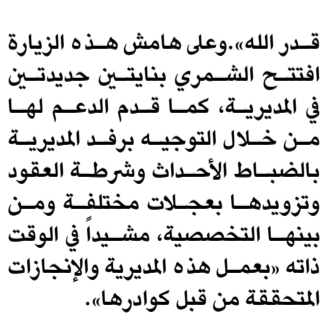 قدر الله».وعلى هامش هذه الزيارة
افتتح الشمري بنايتين جديدتين
في المديرية، كما قدم الدعم لها
من خلال التوجيه برفد المديرية
بالضباط الأحداث وشرطة العقود
وتزويدها بعجلات مختلفة ومن
بينها التخصصية، مشيداً في الوقت
ذاته «بعمل هذه المديرية والإنجازات
المتحققة من قبل كوادرها».